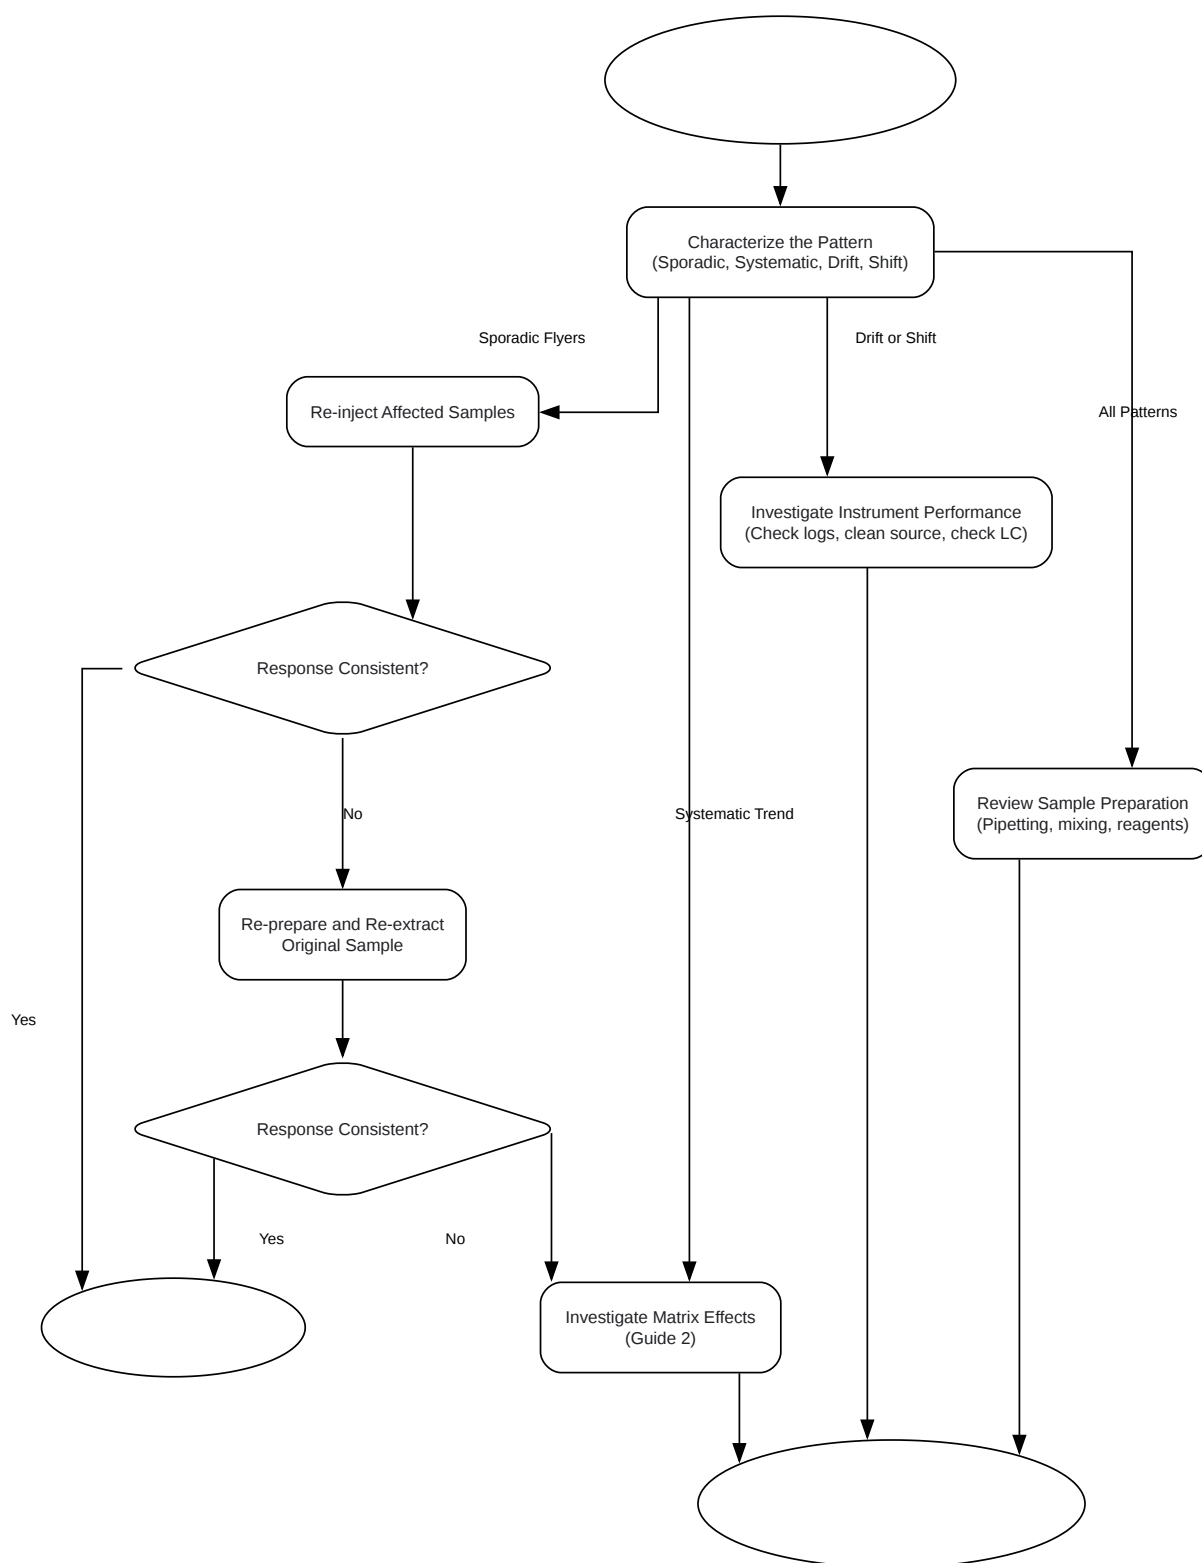 Characterize the Pattern
(Sporadic, Systematic, Drift, Shift)
Sporadic Flyers
Drift or Shift
Re-inject Affected Samples
All Patterns
Investigate Instrument Performance
(Check logs, clean source, check LC)
Response Consistent?
Review Sample Preparation
(Pipetting, mixing, reagents)
No
Systematic Trend
Re-prepare and Re-extract
Original Sample
Yes
Response Consistent?
Yes
No
Investigate Matrix Effects
(Guide 2)